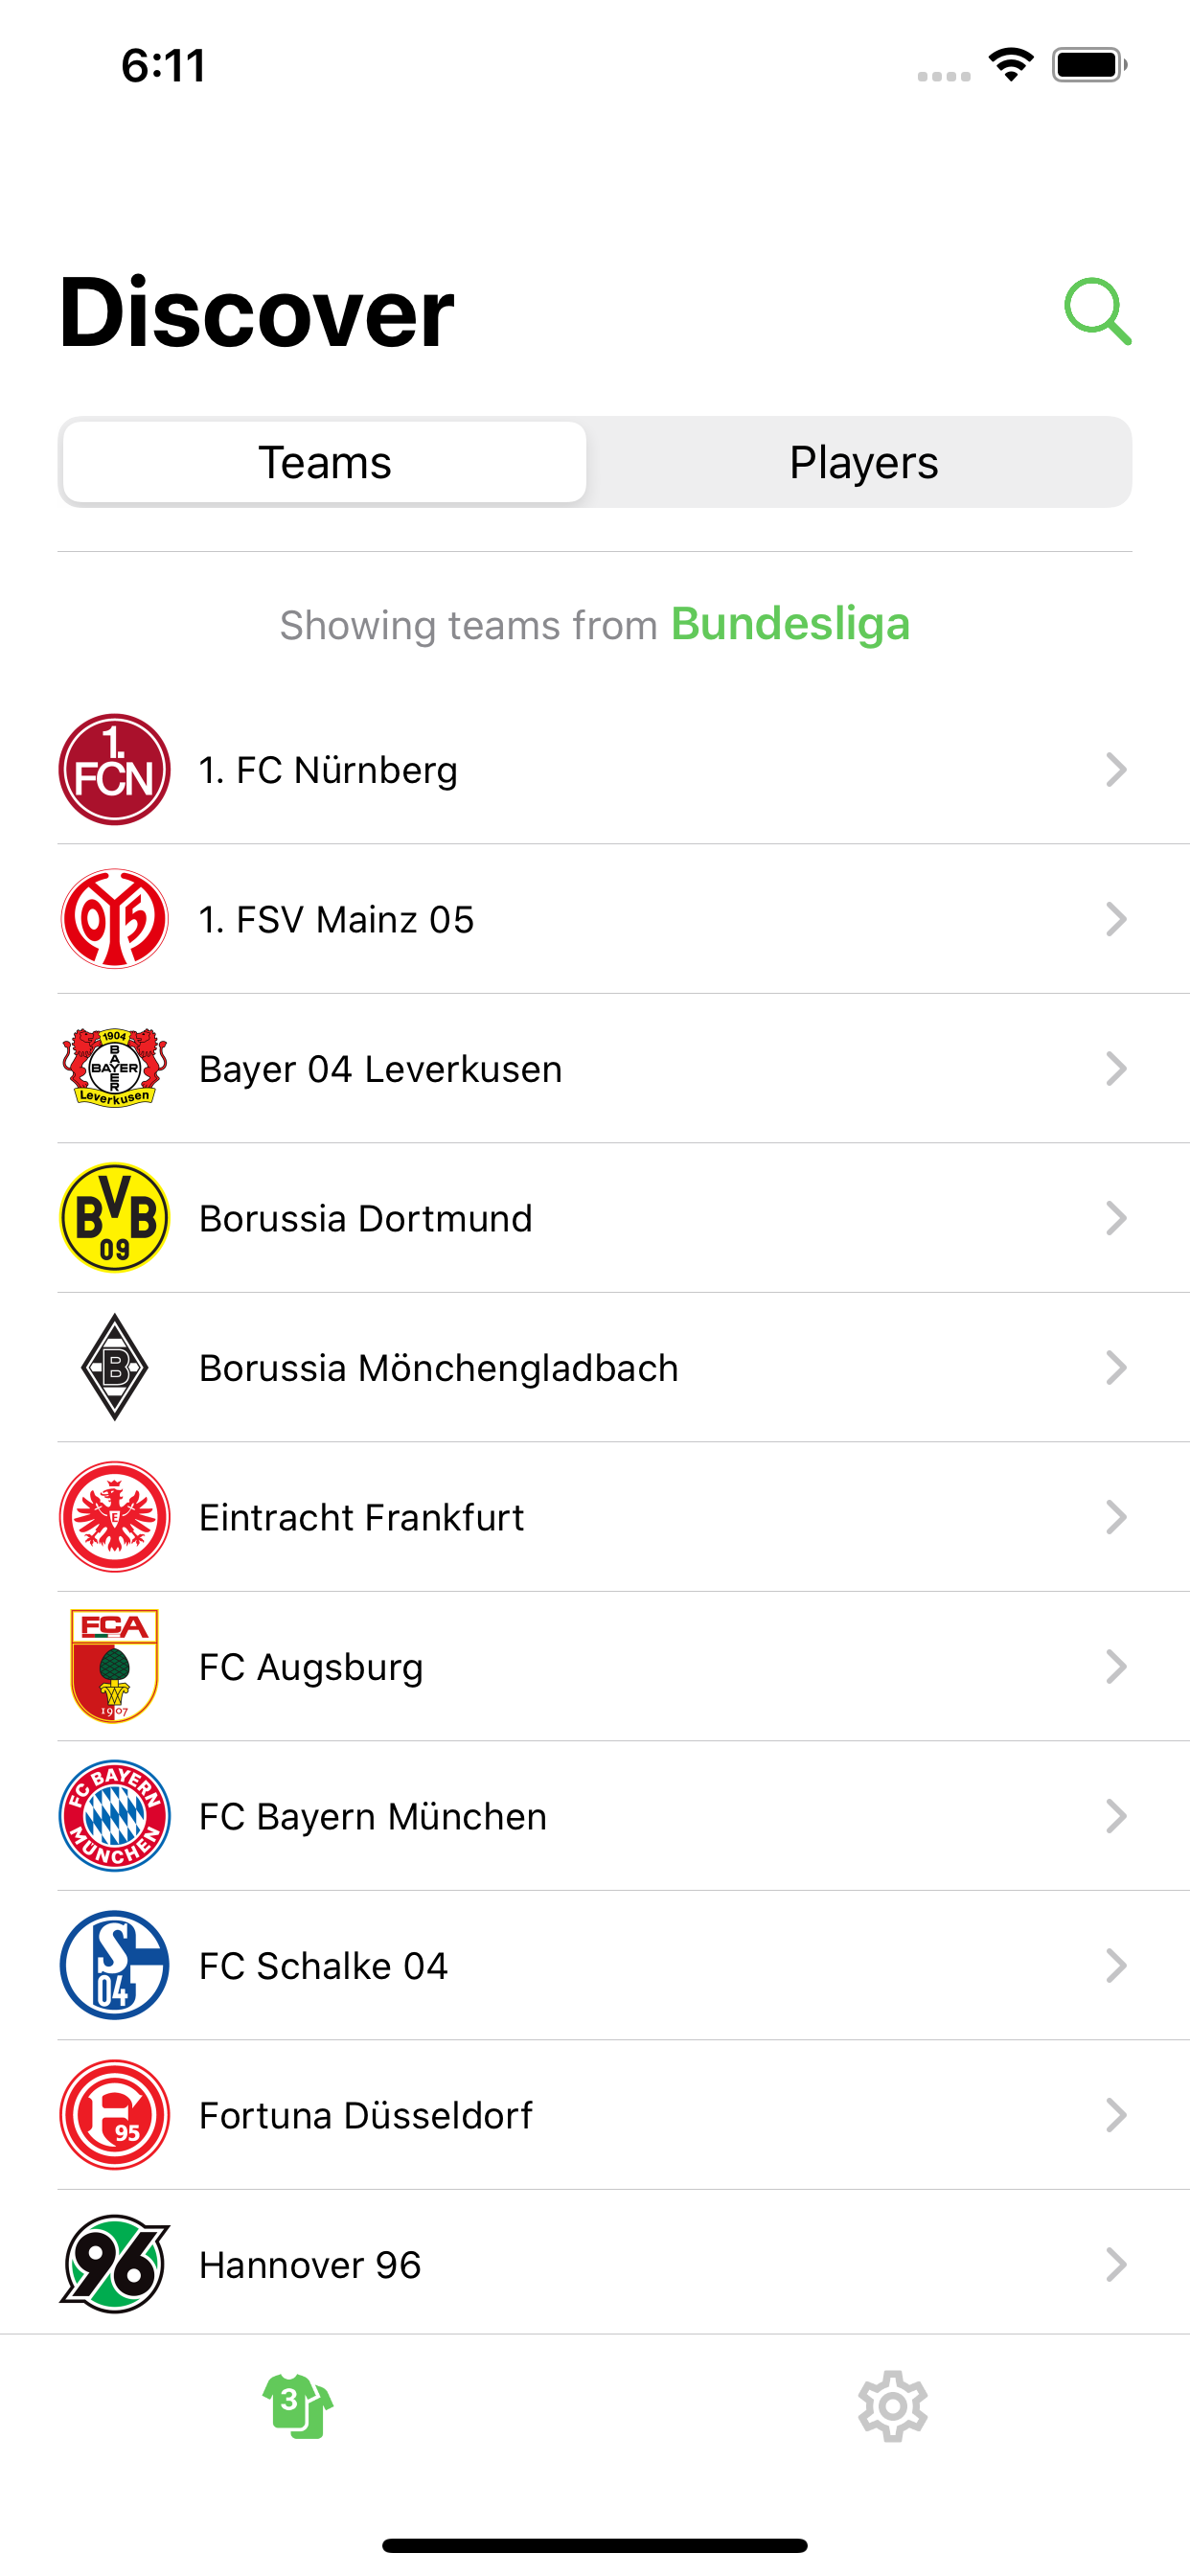 6:11
Discover
Teams Players
Showing teams from Bundesliga
1. FCN
1. FC Nürnberg
05
1. FSV Mainz 05
1904 BAYER BAYER Leverkusen
Bayer 04 Leverkusen
BVB 09
Borussia Dortmund
B
Borussia Mönchengladbach
E
Eintracht Frankfurt
FCA 1907
FC Augsburg
FC BAYERN MÜNCHEN
FC Bayern München
S 04
FC Schalke 04
F 95
Fortuna Düsseldorf
96
Hannover 96
3